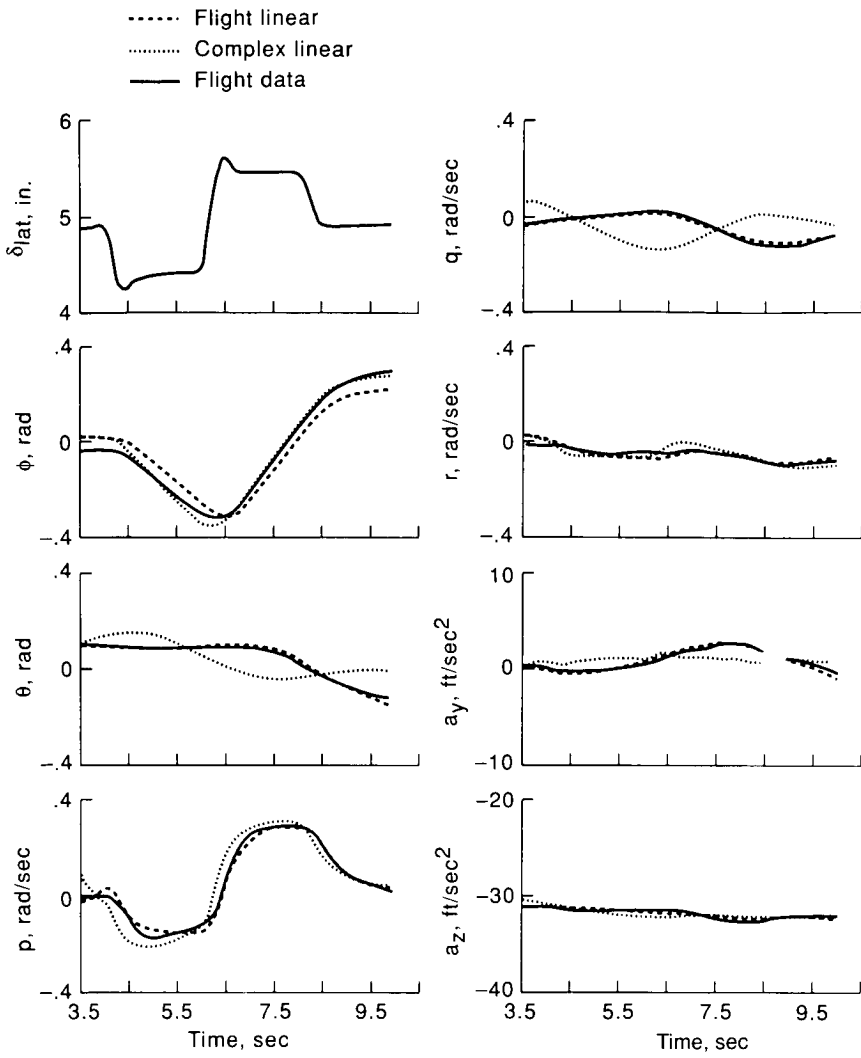 Flight linear
Complex linear
Flight data
6
5
4
δlat, in.
.4
0
−.4
q, rad/sec
.4
0
−.4
ϕ, rad
.4
0
−.4
r, rad/sec
.4
0
−.4
θ, rad
10
0
−10
ay, ft/sec2
.4
0
−.4
p, rad/sec
3.5 5.5 7.5 9.5
Time, sec
−20
−30
−40
az, ft/sec2
3.5 5.5 7.5 9.5
Time, sec